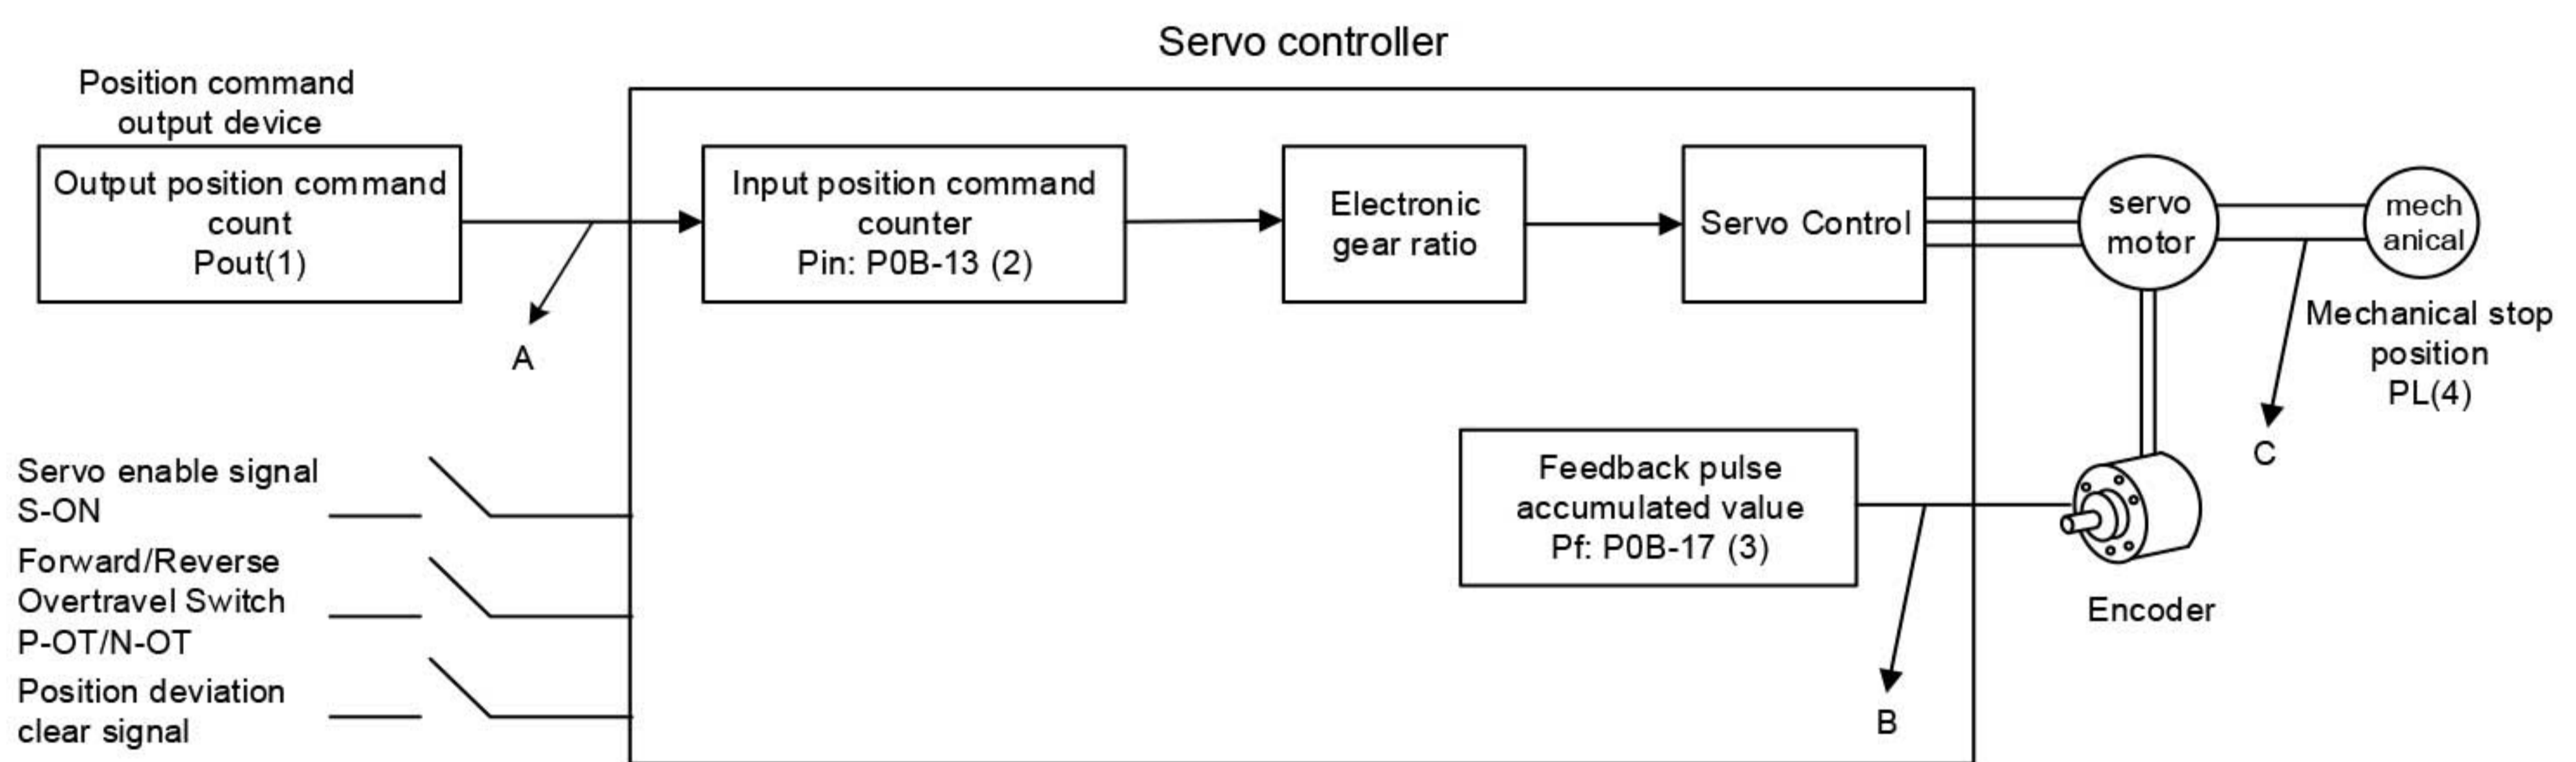 Servo controller
Position command
output device
Output position command
count
Pout(1)
Input position command
counter
Pin: P0B-13 (2)
Electronic
gear ratio
Servo Control
servo
motor
mech
anical
Mechanical stop
position
PL(4)
A
C
Feedback pulse
accumulated value
Pf: P0B-17 (3)
B
Encoder
Servo enable signal
S-ON
Forward/Reverse
Overtravel Switch
P-OT/N-OT
Position deviation
clear signal